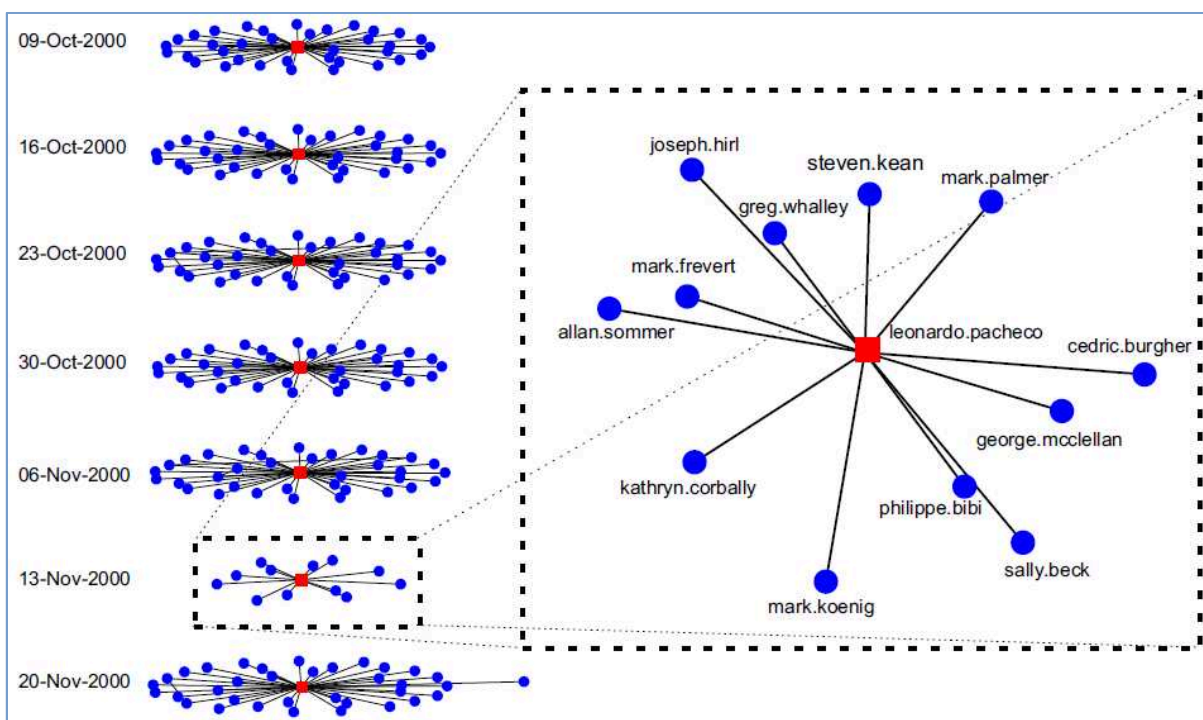 09-Oct-2000
16-Oct-2000
23-Oct-2000
30-Oct-2000
06-Nov-2000
13-Nov-2000
20-Nov-2000
joseph.hirl
steven.kean
mark.palmer
greg.whalley
mark.frevert
allan.sommer
leonardo.pacheco
cedric.burgher
george.mcclellan
kathryn.corbally
philippe.bibi
sally.beck
mark.koenig